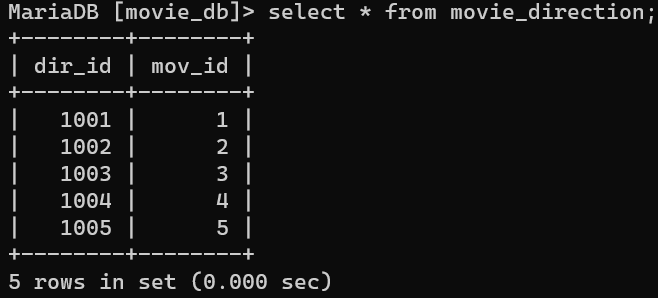 MariaDB [movie_db]> select * from movie_direction;
+--------+--------+
| dir_id | mov_id |
+--------+--------+
|   1001 |      1 |
|   1002 |      2 |
|   1003 |      3 |
|   1004 |      4 |
|   1005 |      5 |
+--------+--------+
5 rows in set (0.000 sec)